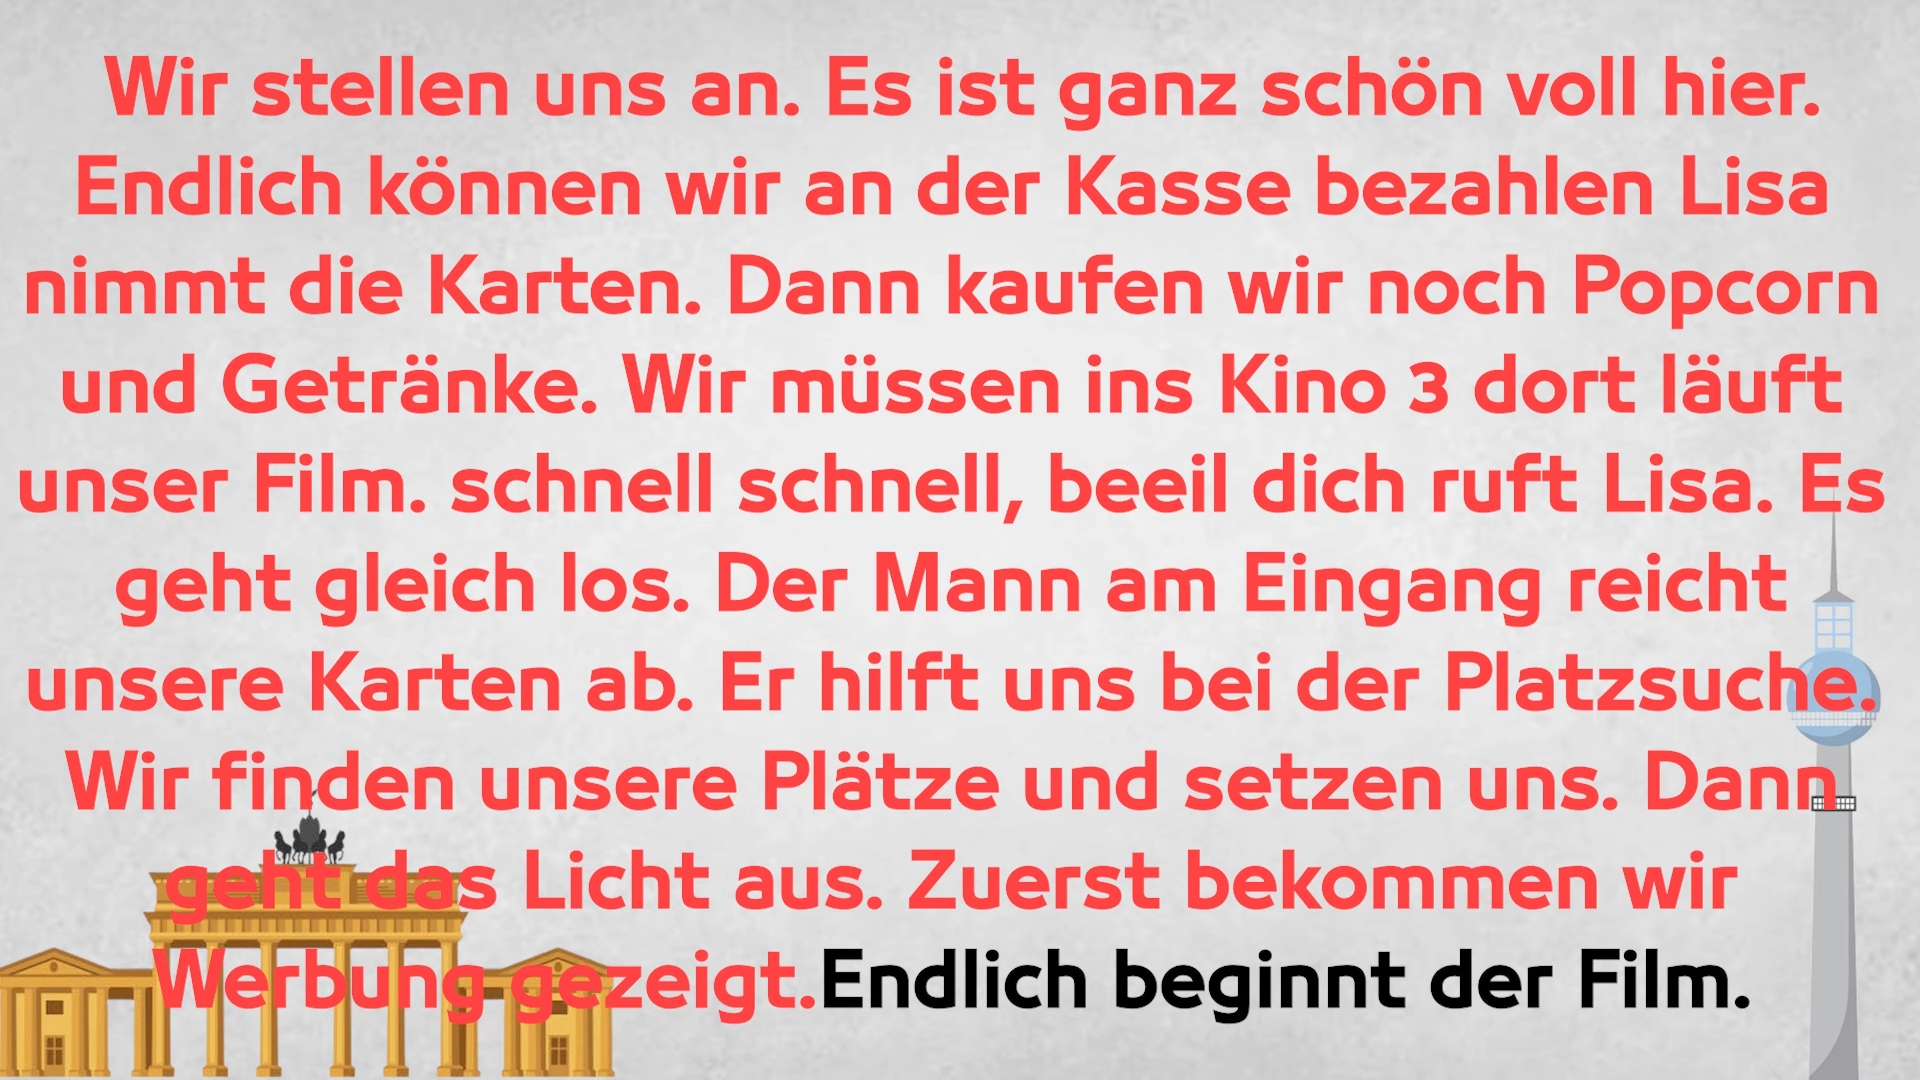 Wir stellen uns an. Es ist ganz schön voll hier.
Endlich können wir an der Kasse bezahlen Lisa
nimmt die Karten. Dann kaufen wir noch Popcorn
und Getränke. Wir müssen ins Kino 3 dort läuft
unser Film. schnell schnell, beeil dich ruft Lisa. Es
geht gleich los. Der Mann am Eingang reicht
unsere Karten ab. Er hilft uns bei der Platzsuche.
Wir finden unsere Plätze und setzen uns. Dann
geht das Licht aus. Zuerst bekommen wir
Werbung gezeigt.Endlich beginnt der Film.